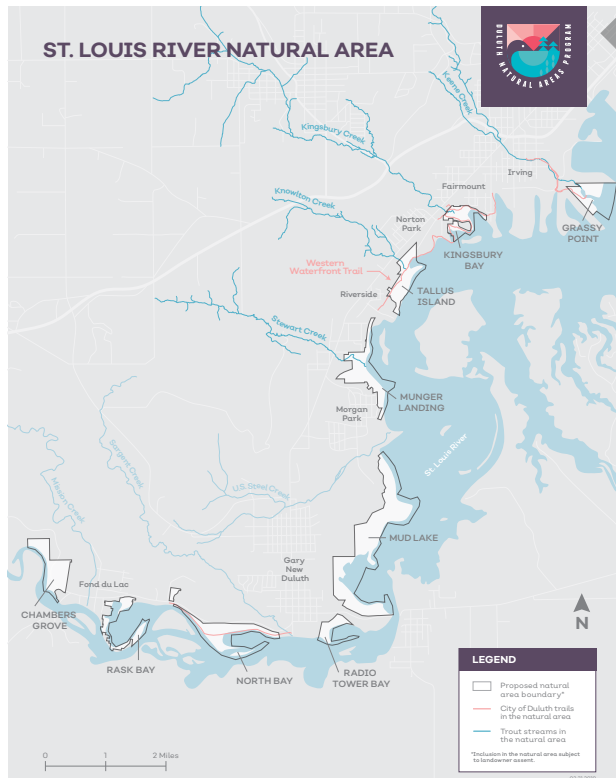 ST. LOUIS RIVER NATURAL AREA
DULUTH NATURAL AREAS PROGRAM
Keene Creek
Kingsbury Creek
Irving
Fairmount
Knowlton Creek
Norton
Park
GRASSY
POINT
KINGSBURY
BAY
Western
Waterfront Trail
TALLUS
ISLAND
Riverside
Stewart Creek
MUNGER
LANDING
Morgan
Park
St. Louis River
Sargent Creek
U.S. Steel Creek
Mission Creek
MUD LAKE
Gary
New
Duluth
Fond du Lac
CHAMBERS
GROVE
N
RASK BAY
NORTH BAY
RADIO
TOWER BAY
LEGEND
Proposed natural
area boundary*
City of Duluth trails
in the natural area
Trout streams in
the natural area
*Inclusion in the natural area subject
to landowner assent.
0 1 2 Miles